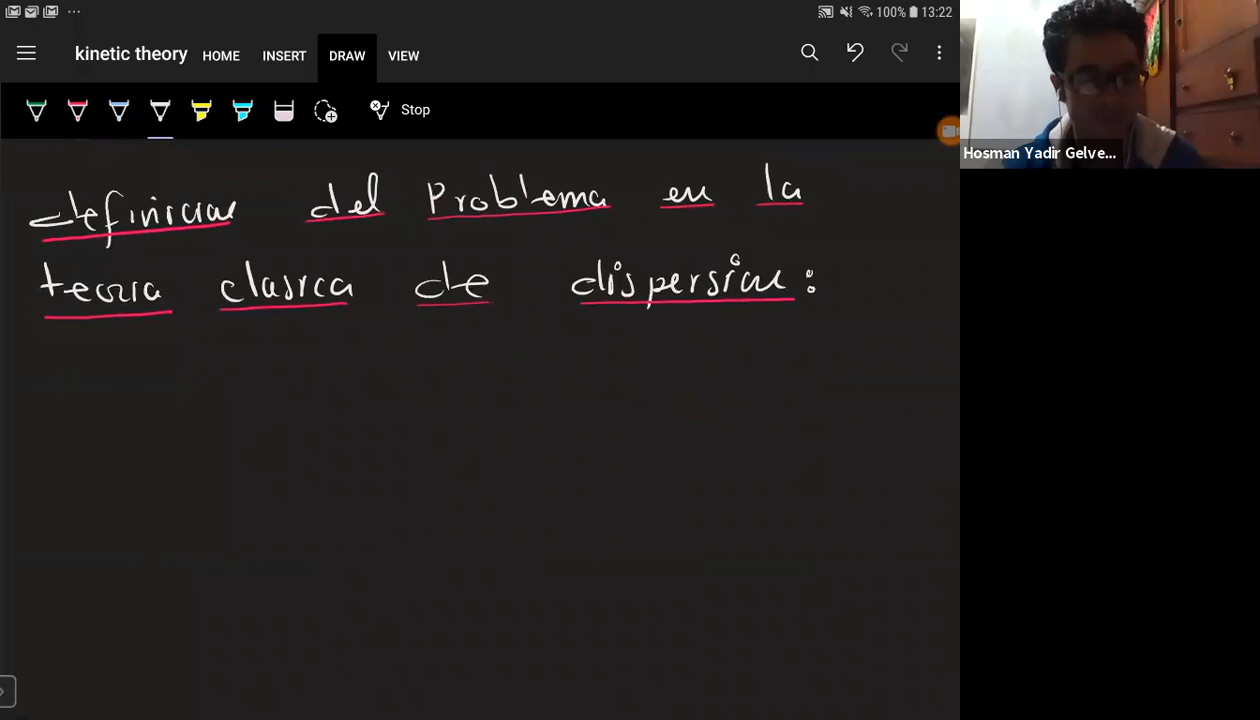 100% 13:22
kinetic theory HOME INSERT DRAW VIEW
Stop
Hosman Yadir Gelve...
definicion del Problema en la
teoria clasica de dispersion: